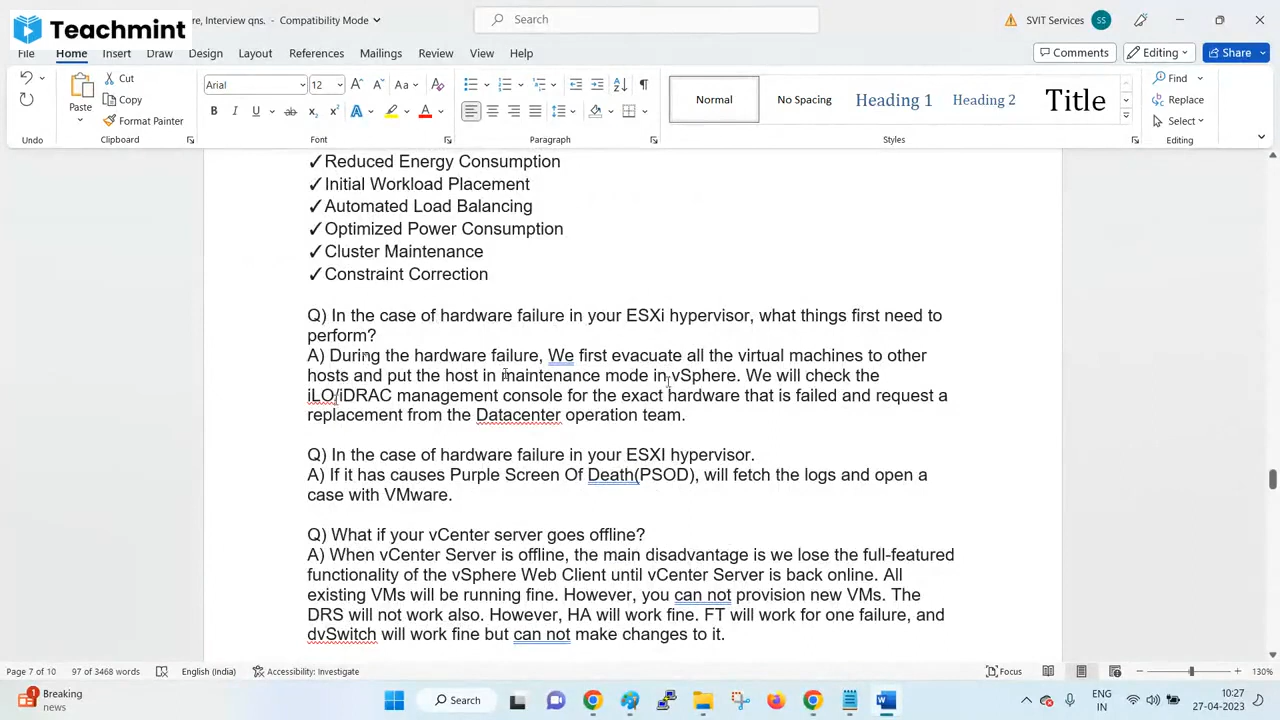 re, Interview qns. - Compatibility Mode
Search
SVIT Services
SS
Teachmint
File Home Insert Draw Design Layout References Mailings Review View Help
Comments
Editing
Share
Undo
Paste
Cut
Copy
Format Painter
Clipboard
Arial
12
Font
Paragraph
Normal
No Spacing
Heading 1
Heading 2
Title
Styles
Find
Replace
Select
Editing
✓Reduced Energy Consumption
✓Initial Workload Placement
✓Automated Load Balancing
✓Optimized Power Consumption
✓Cluster Maintenance
✓Constraint Correction
Q) In the case of hardware failure in your ESXi hypervisor, what things first need to
perform?
A) During the hardware failure, We first evacuate all the virtual machines to other
hosts and put the host in maintenance mode in vSphere. We will check the
iLO/iDRAC management console for the exact hardware that is failed and request a
replacement from the Datacenter operation team.
Q) In the case of hardware failure in your ESXI hypervisor.
A) If it has causes Purple Screen Of Death(PSOD), will fetch the logs and open a
case with VMware.
Q) What if your vCenter server goes offline?
A) When vCenter Server is offline, the main disadvantage is we lose the full-featured
functionality of the vSphere Web Client until vCenter Server is back online. All
existing VMs will be running fine. However, you can not provision new VMs. The
DRS will not work also. However, HA will work fine. FT will work for one failure, and
dvSwitch will work fine but can not make changes to it.
Page 7 of 10
97 of 3468 words
English (India)
Accessibility: Investigate
Focus
130%
1
Breaking
news
Search
ENG
IN
10:27
27-04-2023